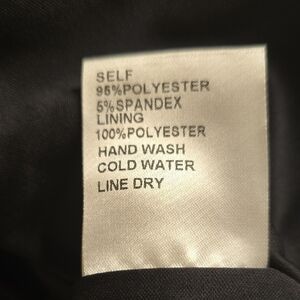 SELF
95%POLYESTER
5%SPANDEX
LINING
100%POLYESTER
HAND WASH
COLD WATER
LINE DRY